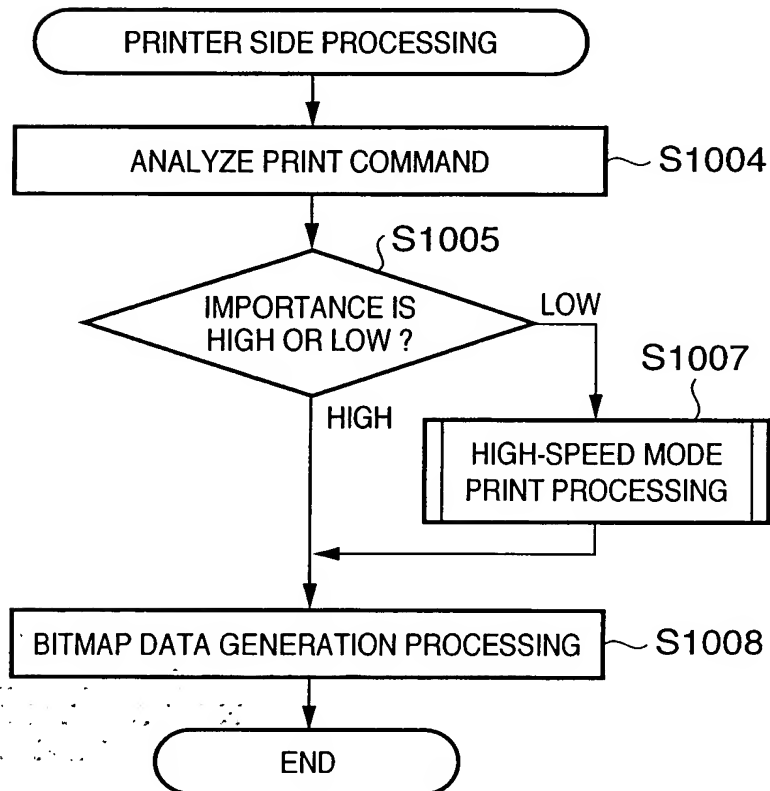 PRINTER SIDE PROCESSING
ANALYZE PRINT COMMAND
S1004
S1005
IMPORTANCE IS
HIGH OR LOW ?
LOW
S1007
HIGH
HIGH-SPEED MODE
PRINT PROCESSING
BITMAP DATA GENERATION PROCESSING
S1008
END